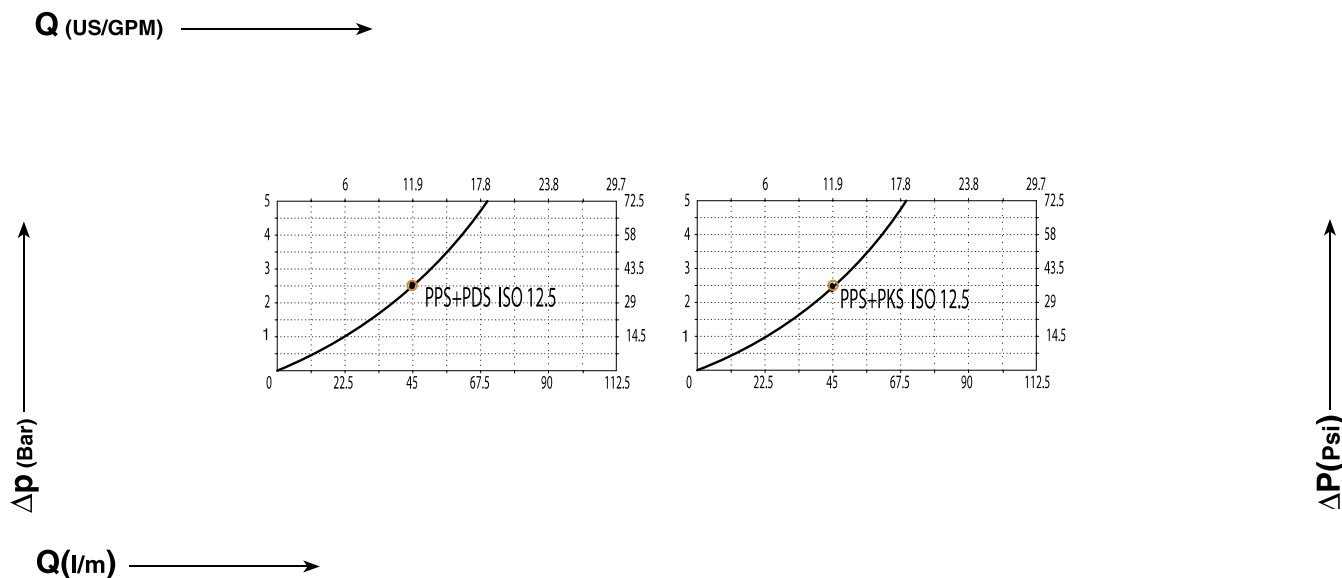 Q (US/GPM)
6 11.9 17.8 23.8 29.7
5 72.5
4 58
3 43.5
2 29
1 14.5
PPS+PDS ISO 12.5
0 22.5 45 67.5 90 112.5
6 11.9 17.8 23.8 29.7
5 72.5
4 58
3 43.5
2 29
1 14.5
PPS+PKS ISO 12.5
0 22.5 45 67.5 90 112.5
Δp (Bar)
ΔP(Psi)
Q(l/m)